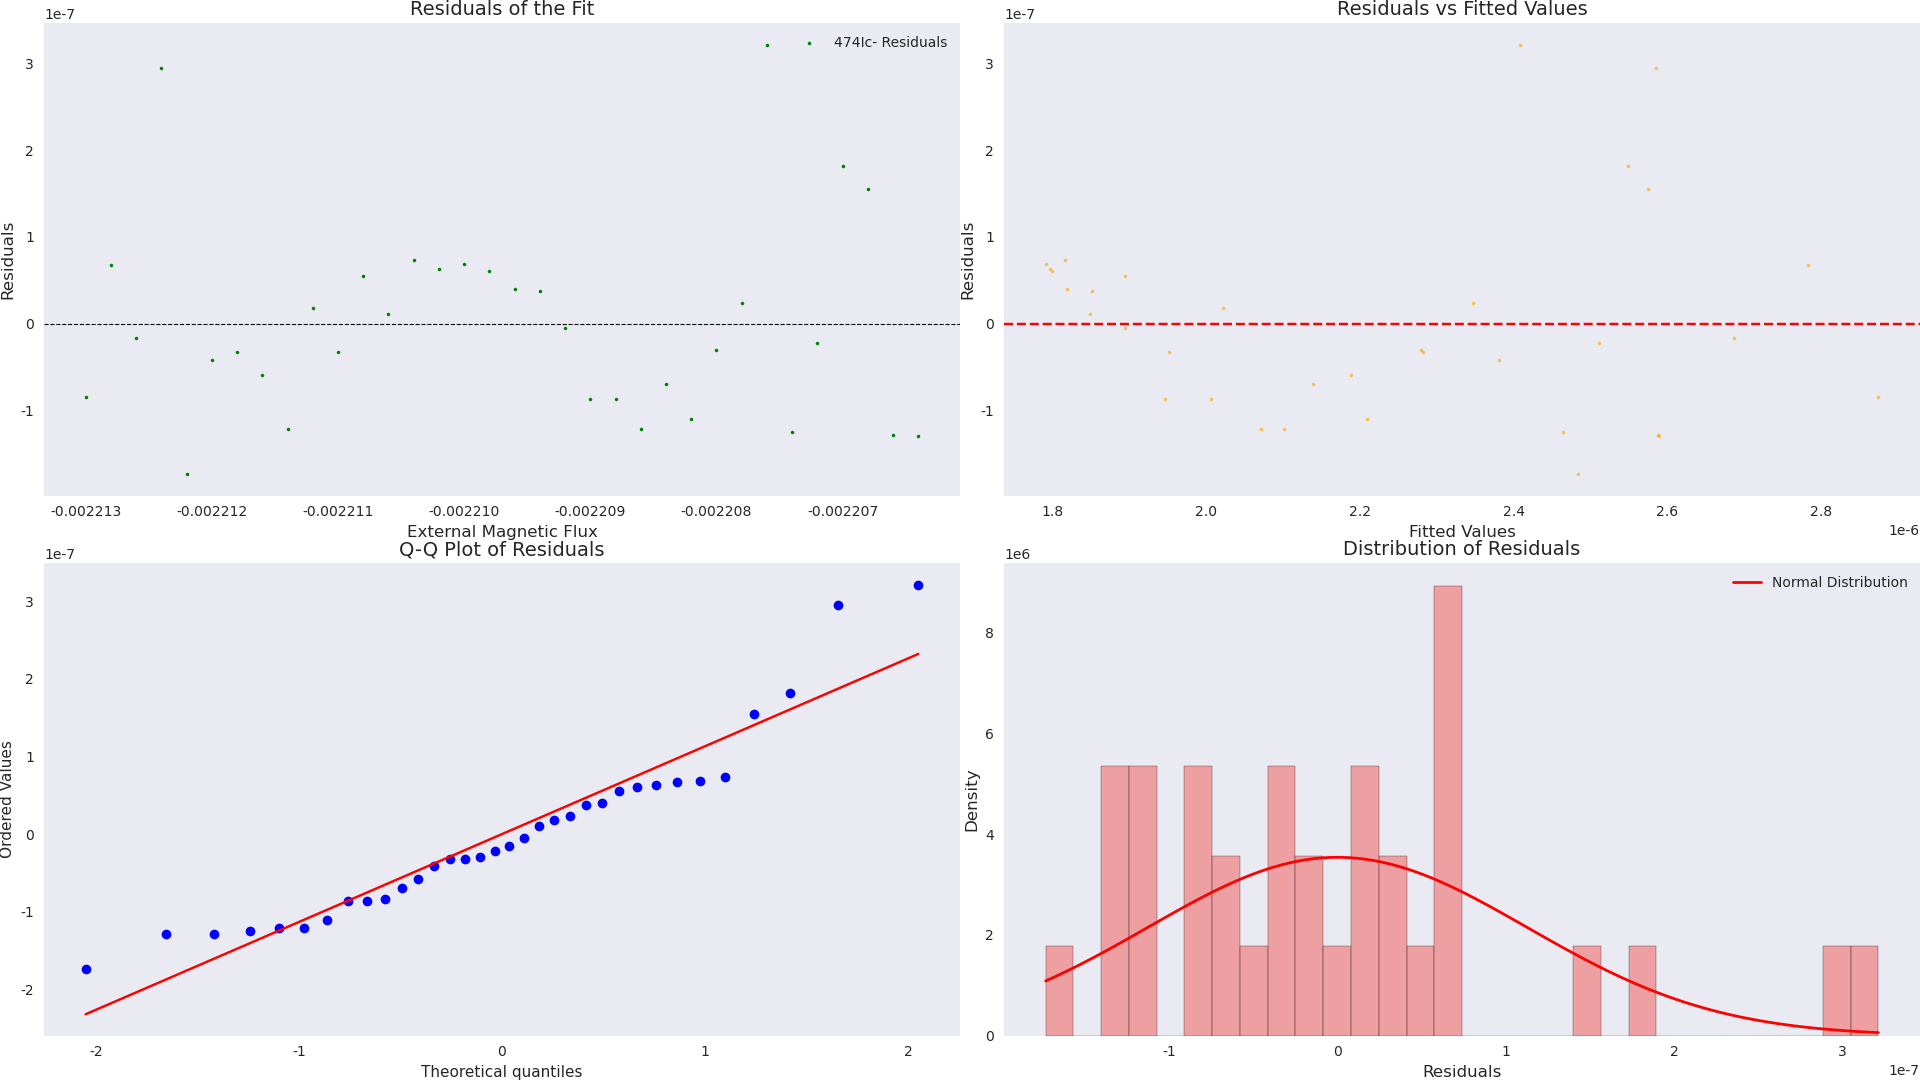 Residuals of the Fit
1e-7
474Ic- Residuals
3
2
1
0
-1
Residuals
-0.002213 -0.002212 -0.002211 -0.002210 -0.002209 -0.002208 -0.002207
External Magnetic Flux
Residuals vs Fitted Values
1e-7
3
2
1
0
-1
Residuals
1.8 2.0 2.2 2.4 2.6 2.8
Fitted Values
1e-6
Q-Q Plot of Residuals
1e-7
3
2
1
0
-1
-2
Ordered Values
-2 -1 0 1 2
Theoretical quantiles
Distribution of Residuals
1e6
Normal Distribution
8
6
4
2
0
Density
-1 0 1 2 3
Residuals
1e-7